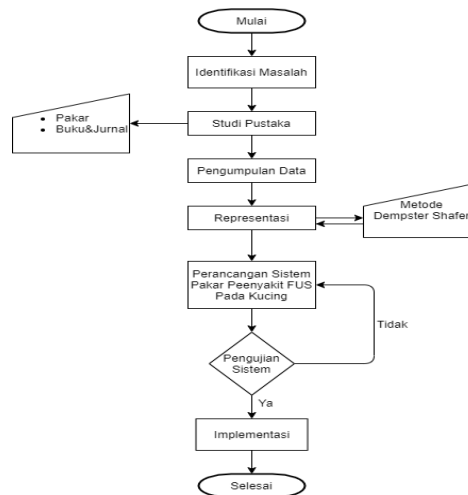 Mulai
Identifikasi Masalah
• Pakar
• Buku&Jurnal
Studi Pustaka
Pengumpulan Data
Representasi
Metode
Dempster Shafer
Perancangan Sistem
Pakar Peenyakit FUS
Pada Kucing
Tidak
Pengujian
Sistem
Ya
Implementasi
Selesai